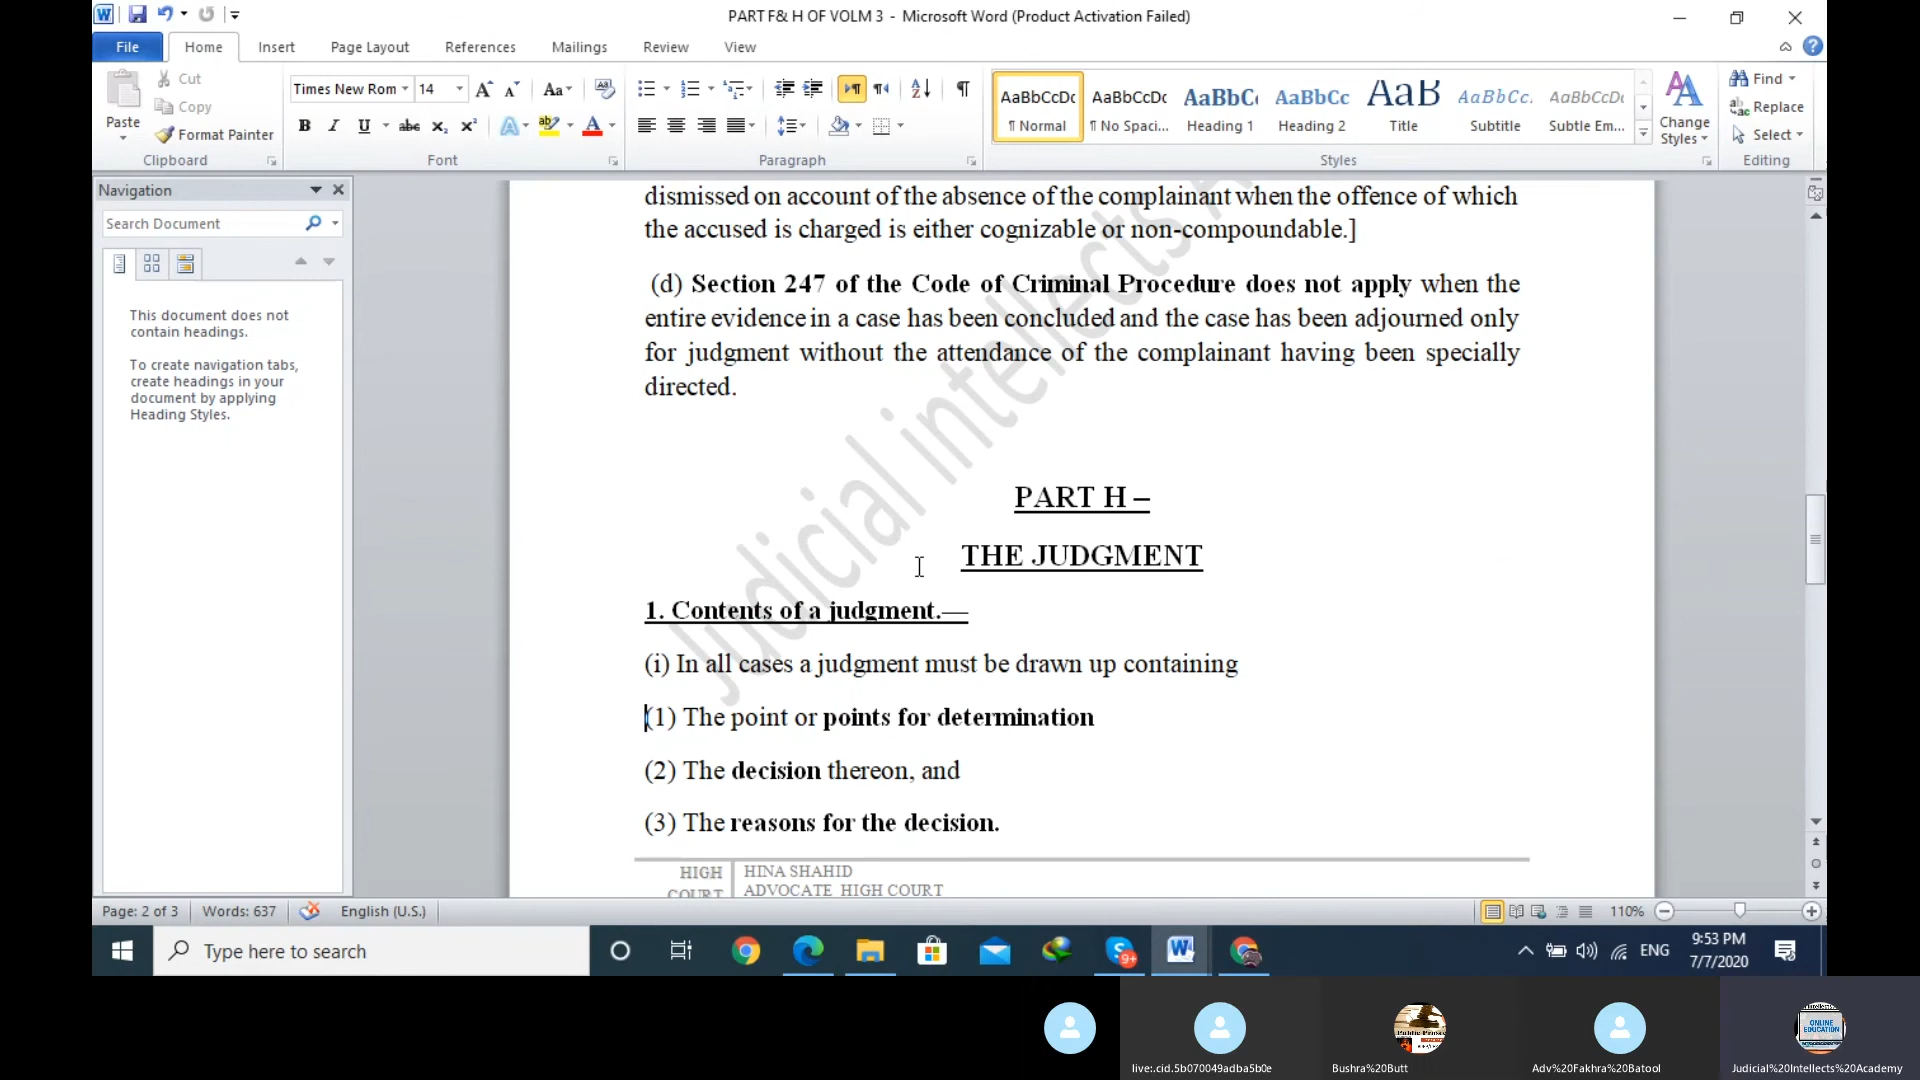 PART F& H OF VOLM 3 - Microsoft Word (Product Activation Failed)
File Home Insert Page Layout References Mailings Review View
Paste
Cut
Copy
Format Painter
Clipboard
Times New Rom 14
Font
Paragraph
AaBbCcDc AaBbCcDc AaBbC AaBbCc AaB AaBbCc. AaBbCcDc
¶ Normal ¶ No Spaci... Heading 1 Heading 2 Title Subtitle Subtle Em...
Change Styles
Styles
Find
Replace
Select
Editing
Navigation
Search Document
This document does not
contain headings.
To create navigation tabs,
create headings in your
document by applying
Heading Styles.
dismissed on account of the absence of the complainant when the offence of which
the accused is charged is either cognizable or non-compoundable.]
(d) Section 247 of the Code of Criminal Procedure does not apply when the
entire evidence in a case has been concluded and the case has been adjourned only
for judgment without the attendance of the complainant having been specially
directed.
Judicial intellects
PART H –
THE JUDGMENT
1. Contents of a judgment.—
(i) In all cases a judgment must be drawn up containing
(1) The point or points for determination
(2) The decision thereon, and
(3) The reasons for the decision.
HIGH
COURT
HINA SHAHID
ADVOCATE HIGH COURT
Page: 2 of 3 Words: 637 English (U.S.) 110%
Type here to search
9+
ENG
9:53 PM
7/7/2020
ONLINE
EDUCATION
live:.cid.5b070049adba5b0e Bushra%20Butt Adv%20Fakhra%20Batool Judicial%20Intellects%20Academy